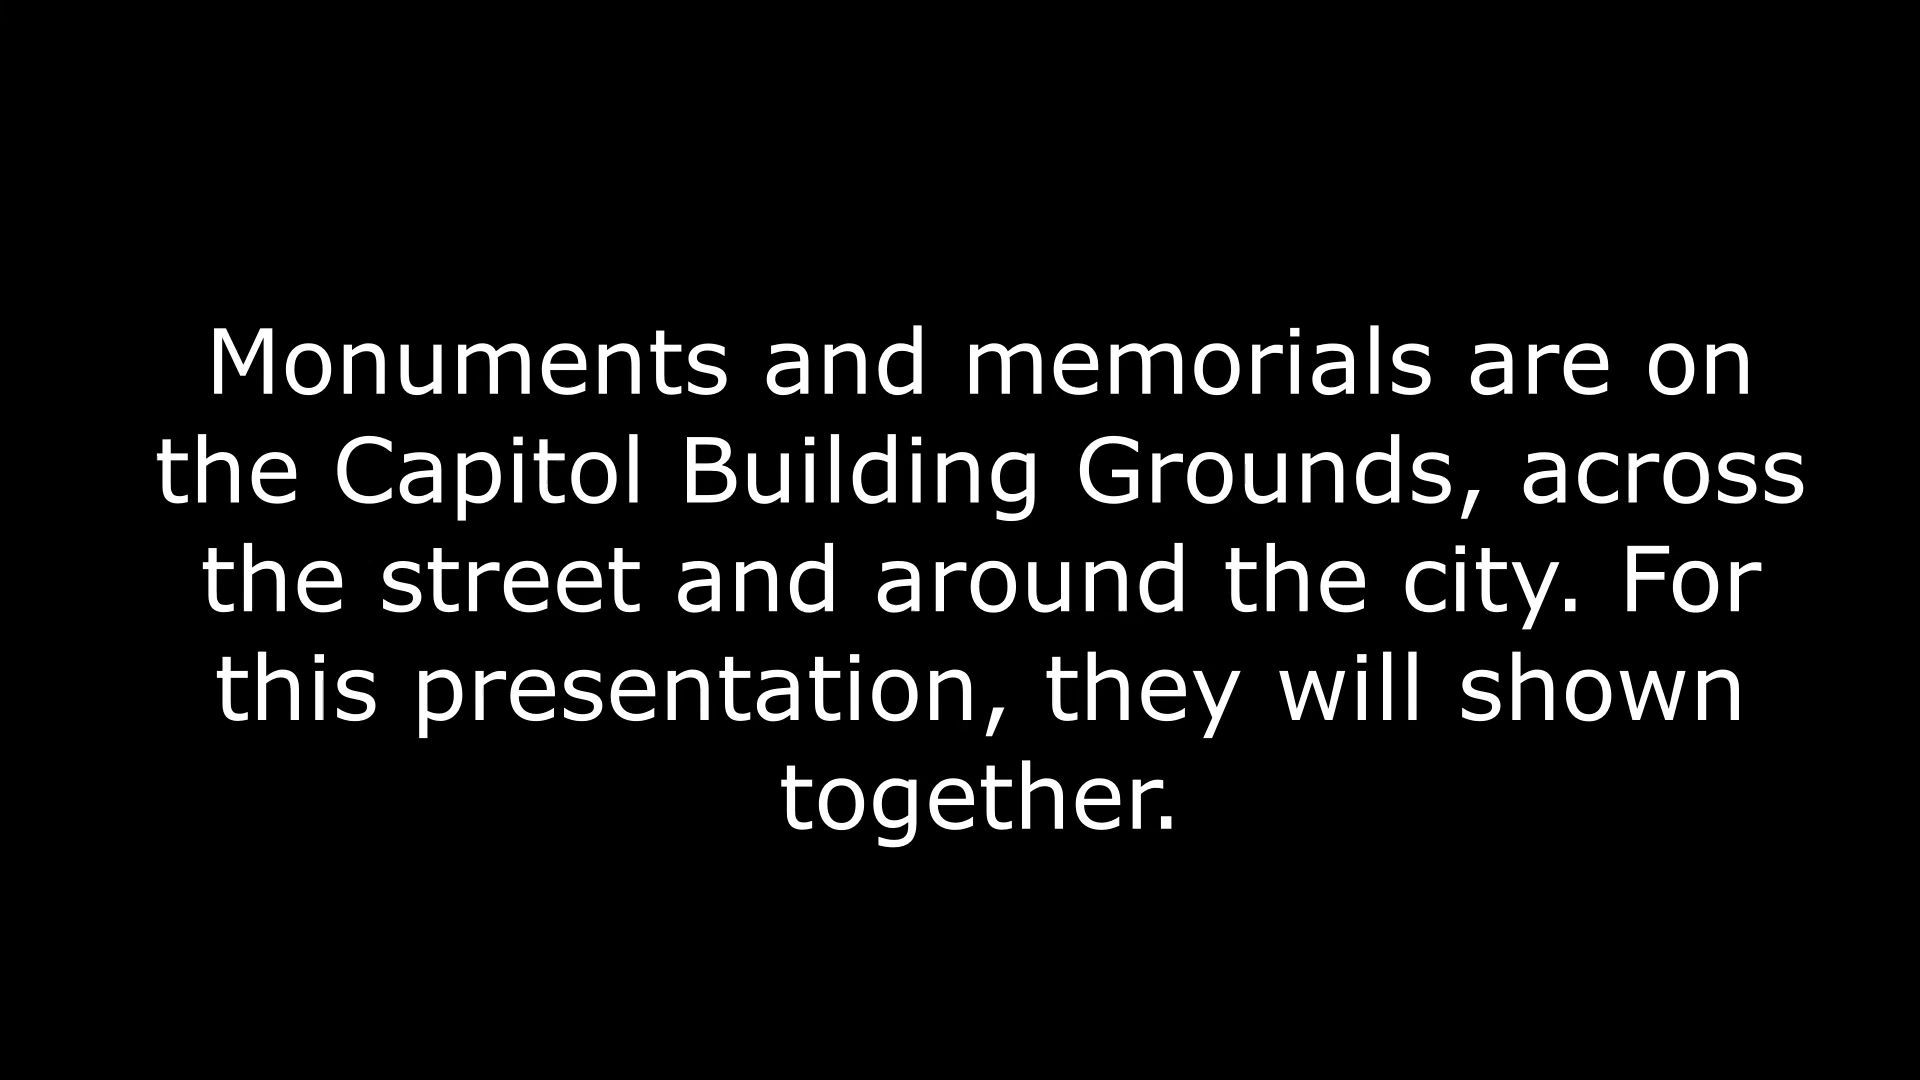 Monuments and memorials are on
the Capitol Building Grounds, across
the street and around the city. For
this presentation, they will shown
together.